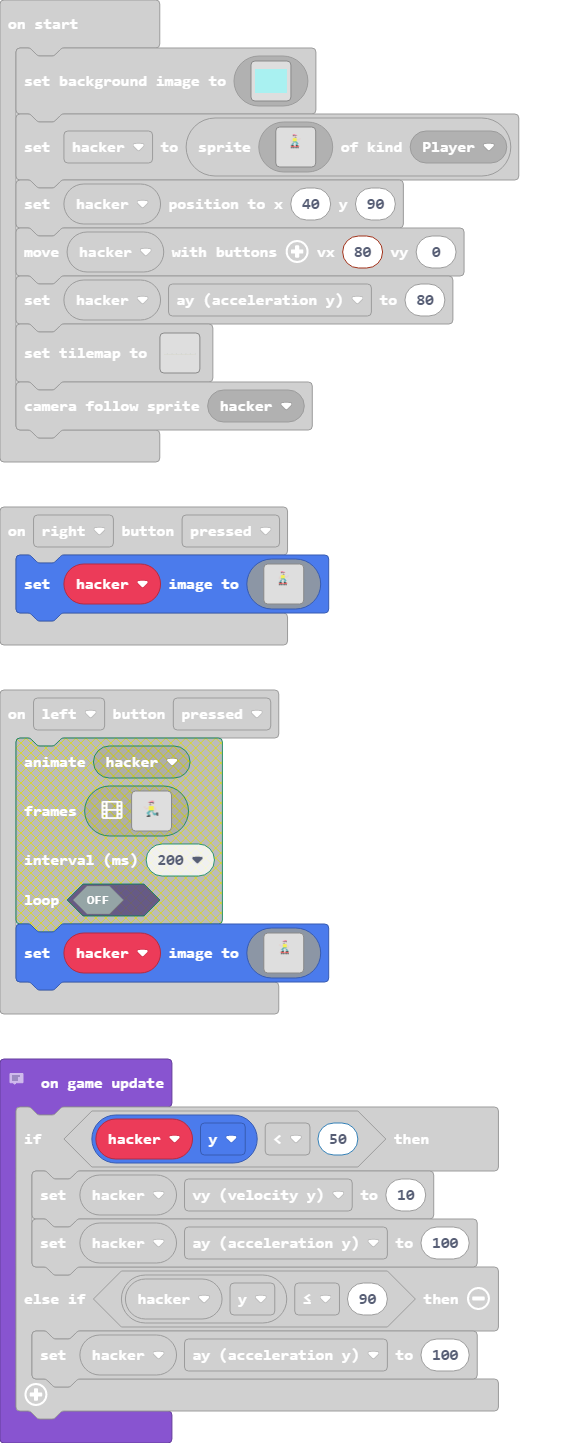 on start
set background image to
set hacker to sprite of kind Player
set hacker position to x 40 y 90
move hacker with buttons vx 80 vy 0
set hacker ay (acceleration y) to 80
set tilemap to
camera follow sprite hacker
on right button pressed
set hacker image to
on left button pressed
animate hacker
frames
interval (ms) 200
loop OFF
set hacker image to
on game update
if hacker y < 50 then
set hacker vy (velocity y) to 10
set hacker ay (acceleration y) to 100
else if hacker y ≤ 90 then
set hacker ay (acceleration y) to 100